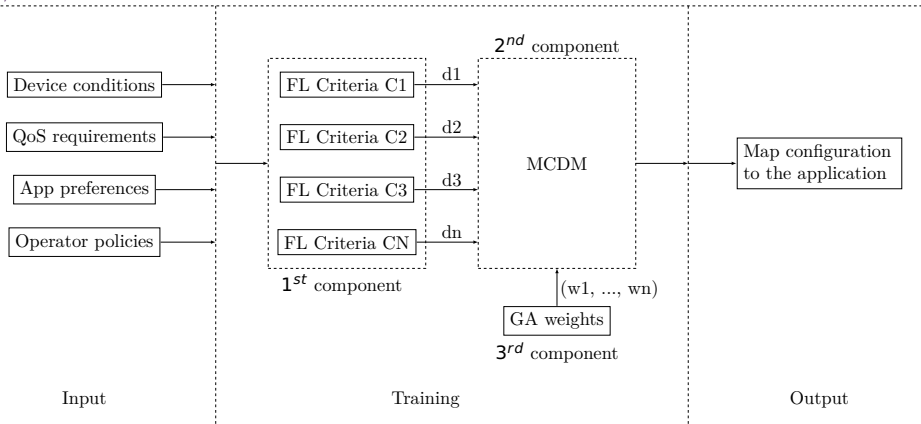 2nd component
Device conditions
FL Criteria C1
d1
QoS requirements
FL Criteria C2
d2
MCDM
Map configuration
to the application
App preferences
FL Criteria C3
d3
Operator policies
FL Criteria CN
dn
1st component
(w1, ..., wn)
GA weights
3rd component
Input
Training
Output